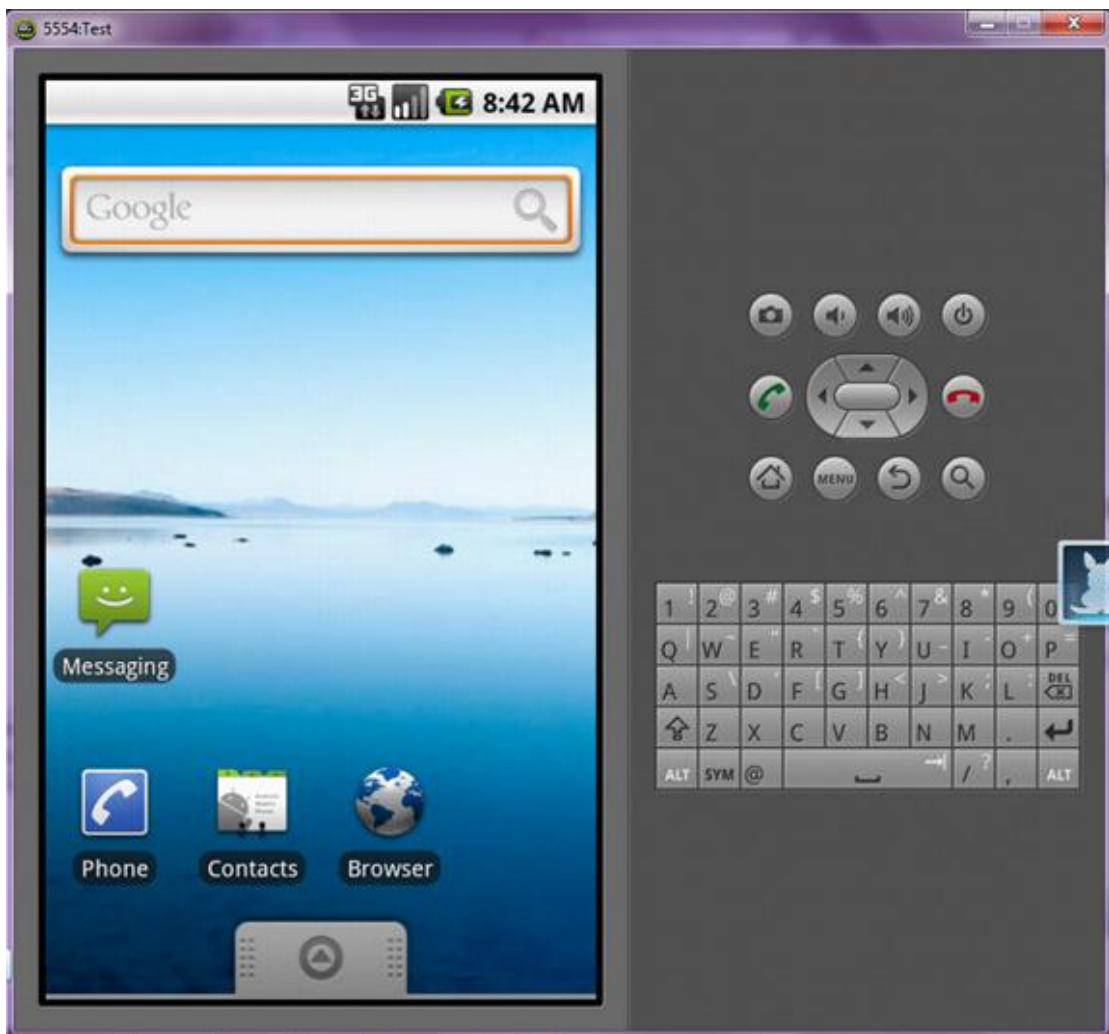 5554:Test
3G 8:42 AM
Google
Messaging
Phone Contacts Browser
MENU
1 ! 2 @ 3 # 4 $ 5 % 6 ^ 7 & 8 * 9 ( 0
Q | W ~ E " R ` T { Y } U - I O + P =
A S \ D ' F [ G ] H < J > K ; L : DEL
Z X C V B N M .
ALT SYM @ / ? , ALT